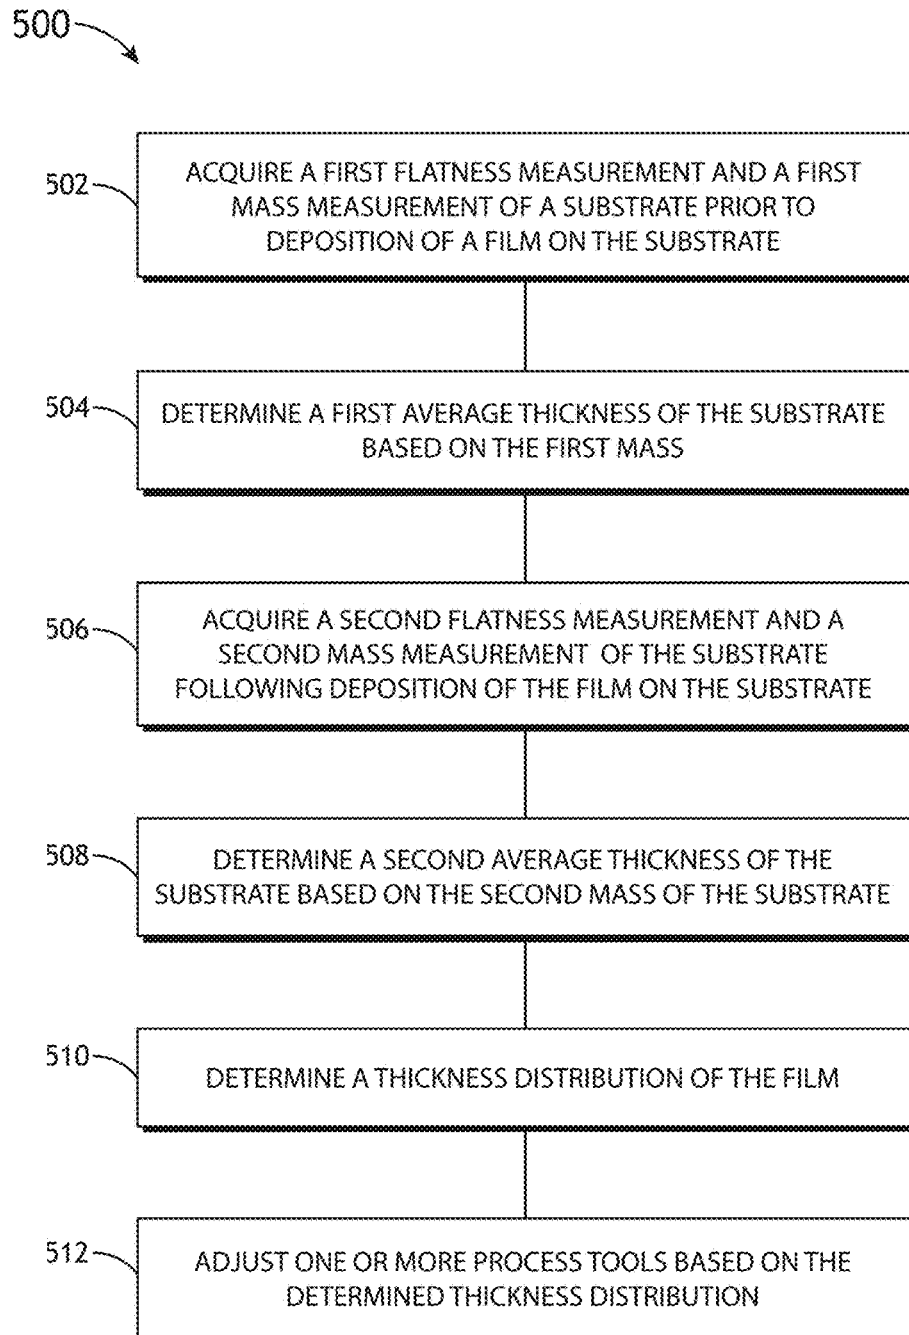 500
502
ACQUIRE A FIRST FLATNESS MEASUREMENT AND A FIRST
MASS MEASUREMENT OF A SUBSTRATE PRIOR TO
DEPOSITION OF A FILM ON THE SUBSTRATE
504
DETERMINE A FIRST AVERAGE THICKNESS OF THE SUBSTRATE
BASED ON THE FIRST MASS
506
ACQUIRE A SECOND FLATNESS MEASUREMENT AND A
SECOND MASS MEASUREMENT OF THE SUBSTRATE
FOLLOWING DEPOSITION OF THE FILM ON THE SUBSTRATE
508
DETERMINE A SECOND AVERAGE THICKNESS OF THE
SUBSTRATE BASED ON THE SECOND MASS OF THE SUBSTRATE
510
DETERMINE A THICKNESS DISTRIBUTION OF THE FILM
512
ADJUST ONE OR MORE PROCESS TOOLS BASED ON THE
DETERMINED THICKNESS DISTRIBUTION